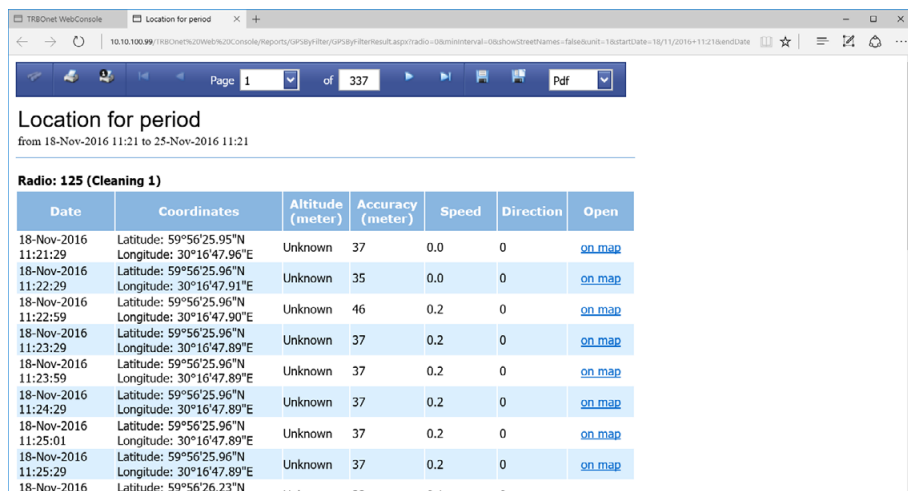 TRBOnet WebConsole
Location for period
10.10.100.99/TRBOnet%20Web%20Console/Reports/GPSByFilter/GPSByFilterResult.aspx?radio=0&minInterval=0&showStreetNames=false&unit=1&startDate=18/11/2016+11:21&endDate
Page 1 of 337 Pdf
Location for period
from 18-Nov-2016 11:21 to 25-Nov-2016 11:21
Radio: 125 (Cleaning 1)
Date Coordinates Altitude (meter) Accuracy (meter) Speed Direction Open
18-Nov-2016 Latitude: 59°56'25.95"N
11:21:29 Longitude: 30°16'47.96"E Unknown 37 0.0 0 on map
18-Nov-2016 Latitude: 59°56'25.96"N
11:22:29 Longitude: 30°16'47.91"E Unknown 35 0.0 0 on map
18-Nov-2016 Latitude: 59°56'25.96"N
11:22:59 Longitude: 30°16'47.90"E Unknown 46 0.2 0 on map
18-Nov-2016 Latitude: 59°56'25.96"N
11:23:29 Longitude: 30°16'47.89"E Unknown 37 0.2 0 on map
18-Nov-2016 Latitude: 59°56'25.96"N
11:23:59 Longitude: 30°16'47.89"E Unknown 37 0.2 0 on map
18-Nov-2016 Latitude: 59°56'25.96"N
11:24:29 Longitude: 30°16'47.89"E Unknown 37 0.2 0 on map
18-Nov-2016 Latitude: 59°56'25.96"N
11:25:01 Longitude: 30°16'47.89"E Unknown 37 0.2 0 on map
18-Nov-2016 Latitude: 59°56'25.96"N
11:25:29 Longitude: 30°16'47.89"E Unknown 37 0.2 0 on map
18-Nov-2016 Latitude: 59°56'26.23"N